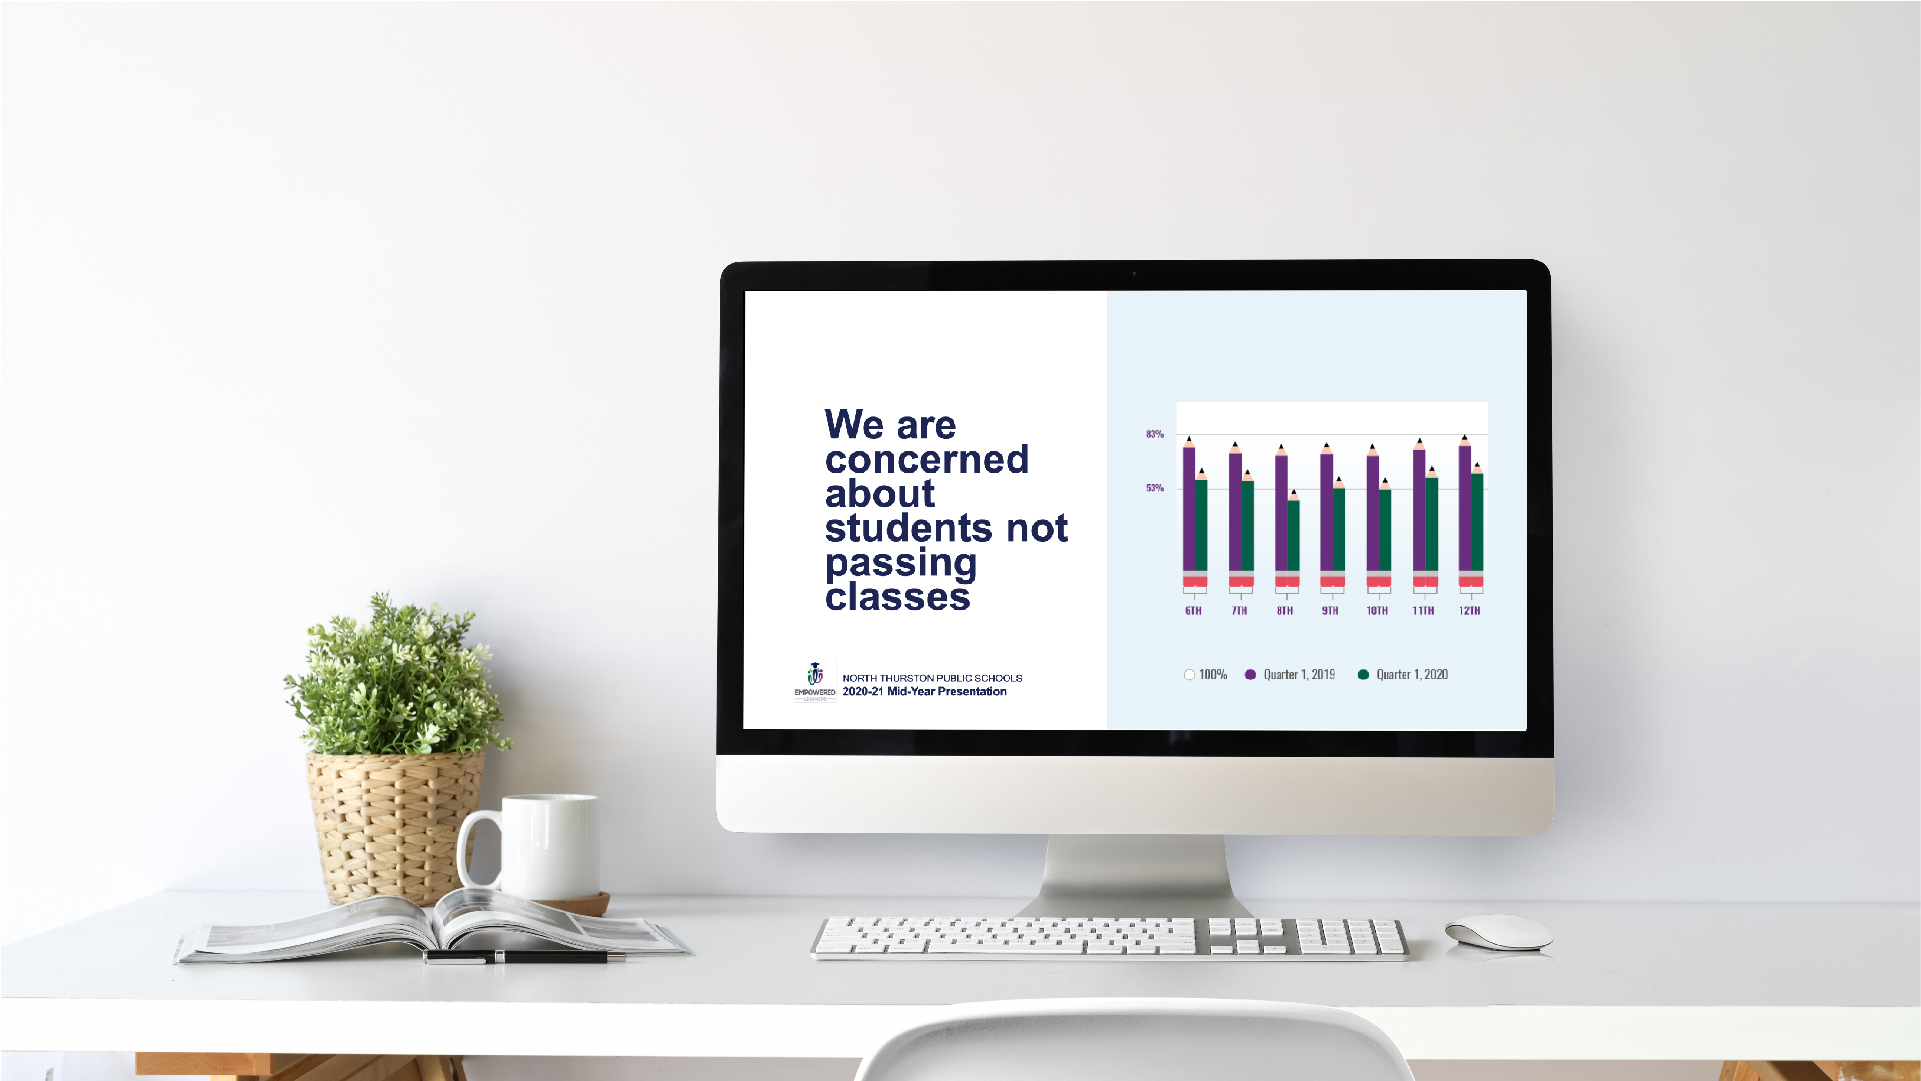 We are
concerned
about
students not
passing
classes
EMPOWERED
LEARNERS
NORTH THURSTON PUBLIC SCHOOLS
2020-21 Mid-Year Presentation
83%
53%
6TH 7TH 8TH 9TH 10TH 11TH 12TH
100% Quarter 1, 2019 Quarter 1, 2020